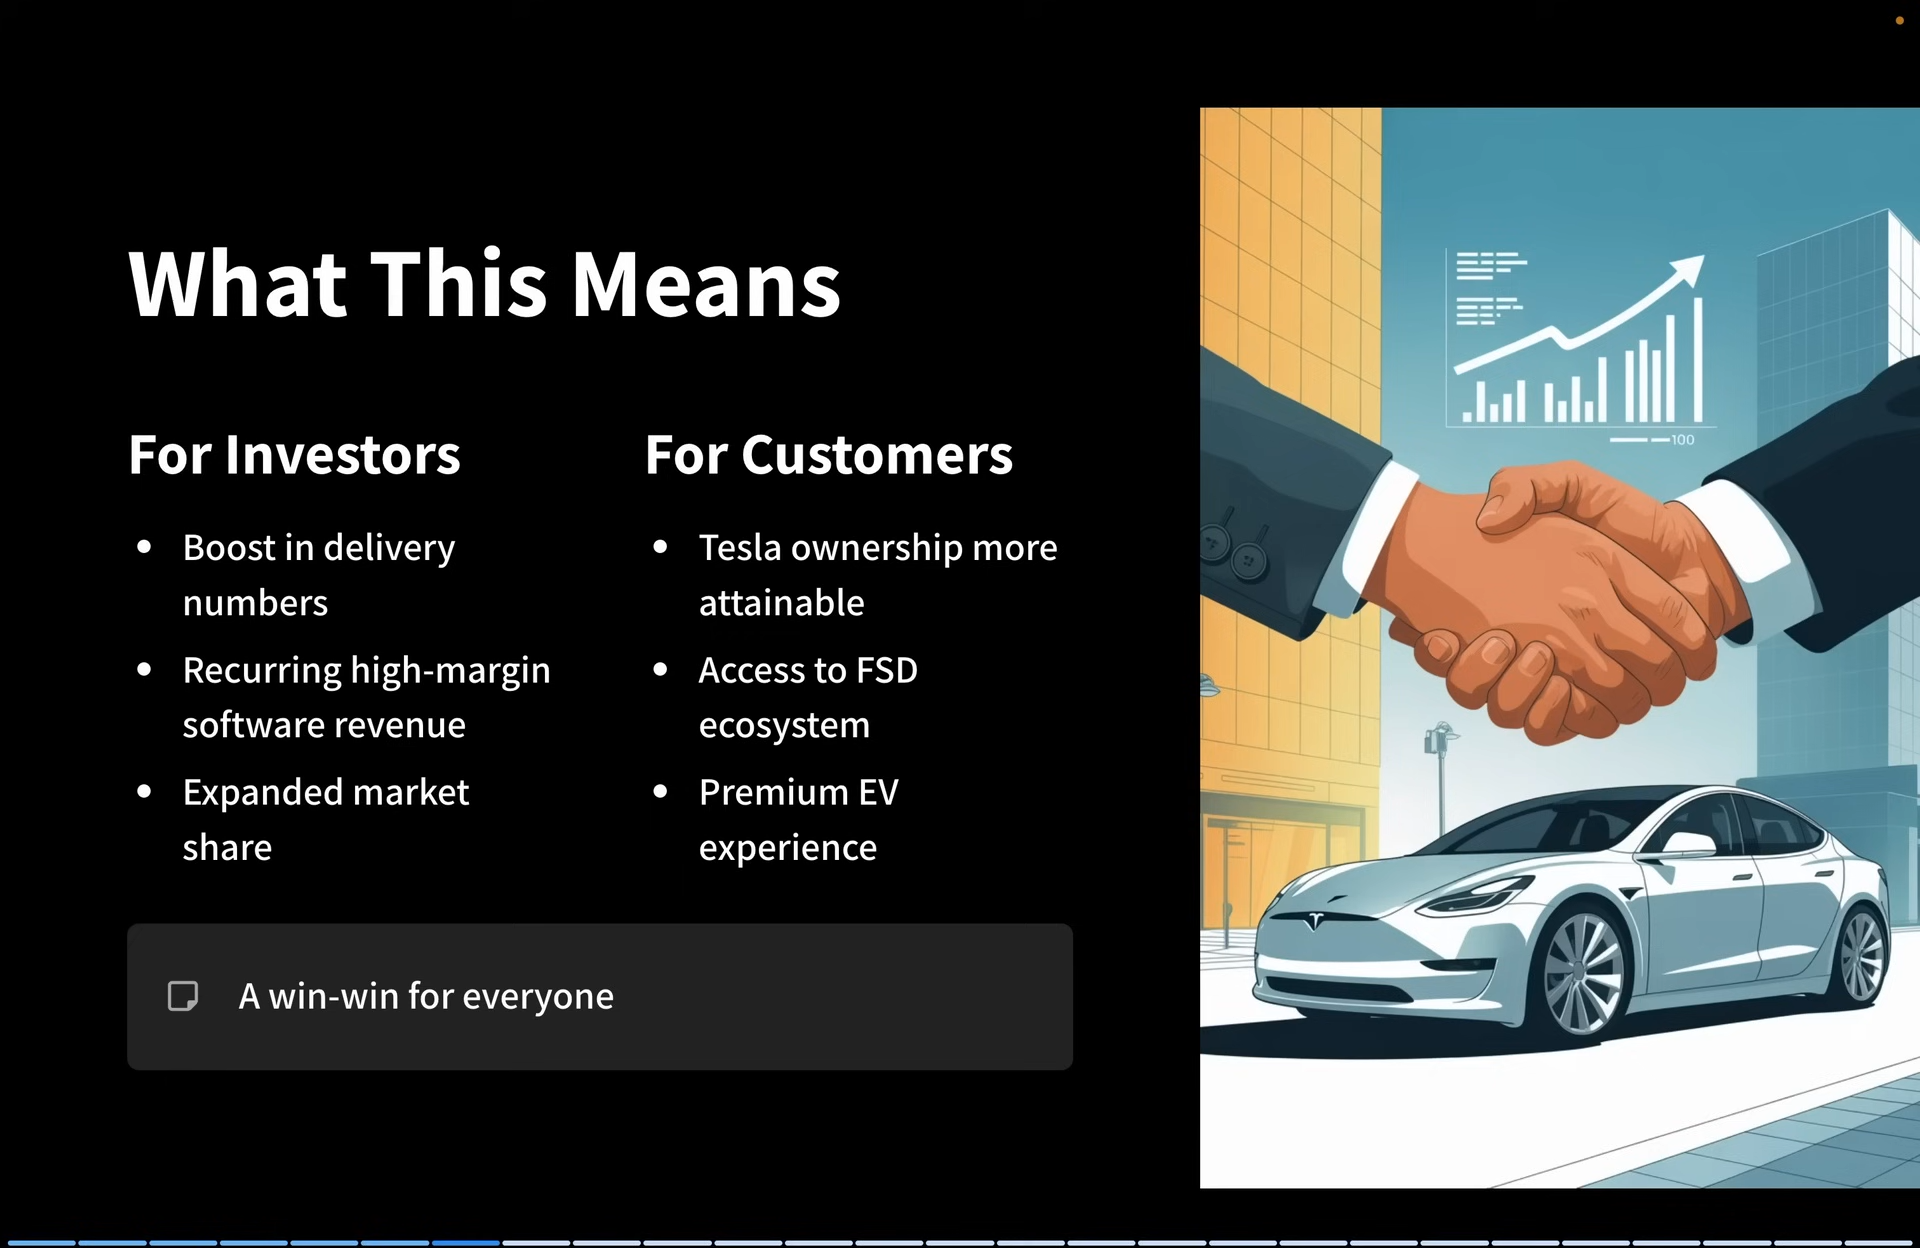 What This Means
For Investors
Boost in delivery
numbers
Recurring high-margin
software revenue
Expanded market
share
For Customers
Tesla ownership more
attainable
Access to FSD
ecosystem
Premium EV
experience
A win-win for everyone
100